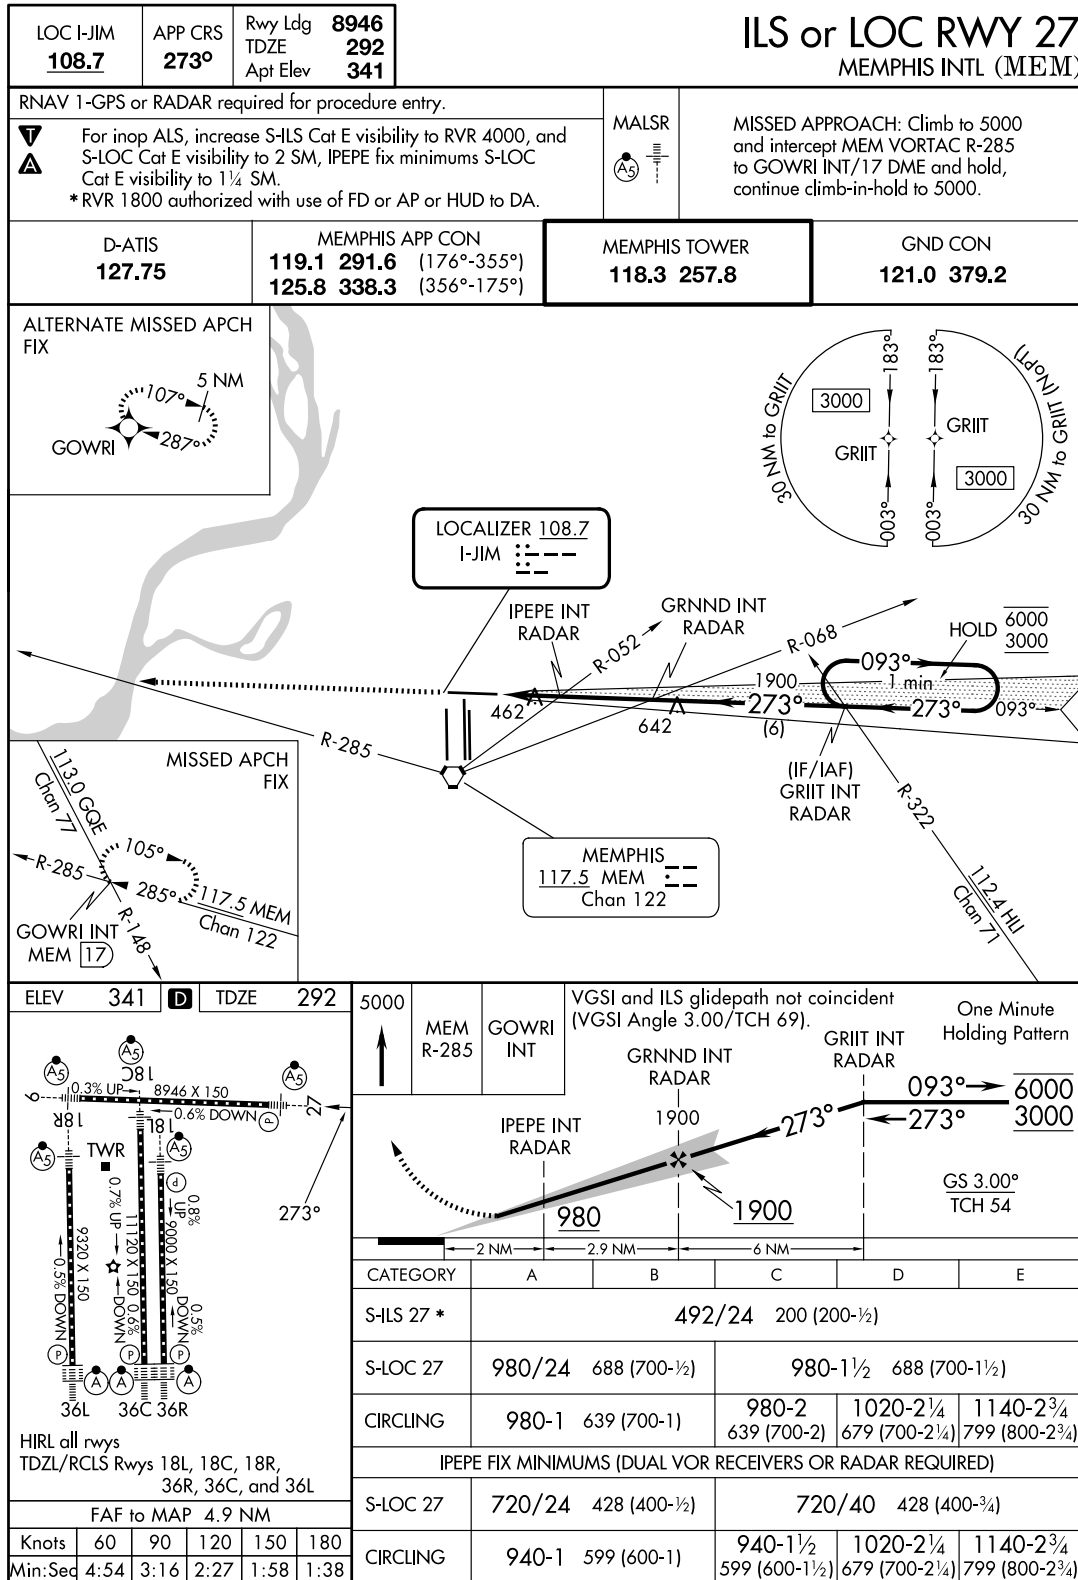 LOC I-JIM
108.7
APP CRS
273°
Rwy Ldg 8946
TDZE 292
Apt Elev 341
ILS or LOC RWY 27
MEMPHIS INTL (MEM)
RNAV 1-GPS or RADAR required for procedure entry.
T
A
For inop ALS, increase S-ILS Cat E visibility to RVR 4000, and
S-LOC Cat E visibility to 2 SM, IPEPE fix minimums S-LOC
Cat E visibility to 1¼ SM.
* RVR 1800 authorized with use of FD or AP or HUD to DA.
MALSR
A5
MISSED APPROACH: Climb to 5000
and intercept MEM VORTAC R-285
to GOWRI INT/17 DME and hold,
continue climb-in-hold to 5000.
D-ATIS
127.75
MEMPHIS APP CON
119.1 291.6 (176°-355°)
125.8 338.3 (356°-175°)
MEMPHIS TOWER
118.3 257.8
GND CON
121.0 379.2
ALTERNATE MISSED APCH
FIX
5 NM
107°
287°
GOWRI
30 NM to GRIIT
3000
183°
GRIIT
003°
183°
GRIIT
3000
003°
30 NM to GRIIT (NoPT)
LOCALIZER 108.7
I-JIM
IPEPE INT
RADAR
GRNND INT
RADAR
R-052
R-068
HOLD
6000
3000
093°
1 min
1900
273°
(6)
273°
093°
462
642
R-285
(IF/IAF)
GRIIT INT
RADAR
R-322
112.4 HLI
Chan 71
MEMPHIS
117.5 MEM
Chan 122
MISSED APCH
FIX
113.0 GQE
Chan 77
105°
R-285
285°
117.5 MEM
Chan 122
R-148
GOWRI INT
MEM 17
ELEV 341 D TDZE 292
A5
A5
18C
A5
9
0.3% UP
8946 X 150
27
18R
18L
0.6% DOWN
P
A5
TWR
A5
P
273°
9320 X 150
0.5% DOWN
0.7% UP
11120 X 150
0.6% DOWN
9000 X 150
0.8% UP
0.5% DOWN
P
P
P
A
A
A
36L
36C
36R
HIRL all rwys
TDZL/RCLS Rwys 18L, 18C, 18R,
36R, 36C, and 36L
FAF to MAP 4.9 NM
Knots 60 90 120 150 180
Min:Sec 4:54 3:16 2:27 1:58 1:38
5000
MEM
R-285
GOWRI
INT
VGSI and ILS glidepath not coincident
(VGSI Angle 3.00/TCH 69).
One Minute
Holding Pattern
GRIIT INT
RADAR
GRNND INT
RADAR
1900
IPEPE INT
RADAR
273°
093°
273°
6000
3000
980
1900
GS 3.00°
TCH 54
2 NM
2.9 NM
6 NM
CATEGORY A B C D E
S-ILS 27 * 492/24 200 (200-½)
S-LOC 27 980/24 688 (700-½) 980-1½ 688 (700-1½)
CIRCLING 980-1 639 (700-1) 980-2 639 (700-2) 1020-2¼ 679 (700-2¼) 1140-2¾ 799 (800-2¾)
IPEPE FIX MINIMUMS (DUAL VOR RECEIVERS OR RADAR REQUIRED)
S-LOC 27 720/24 428 (400-½) 720/40 428 (400-¾)
CIRCLING 940-1 599 (600-1) 940-1½ 599 (600-1½) 1020-2¼ 679 (700-2¼) 1140-2¾ 799 (800-2¾)